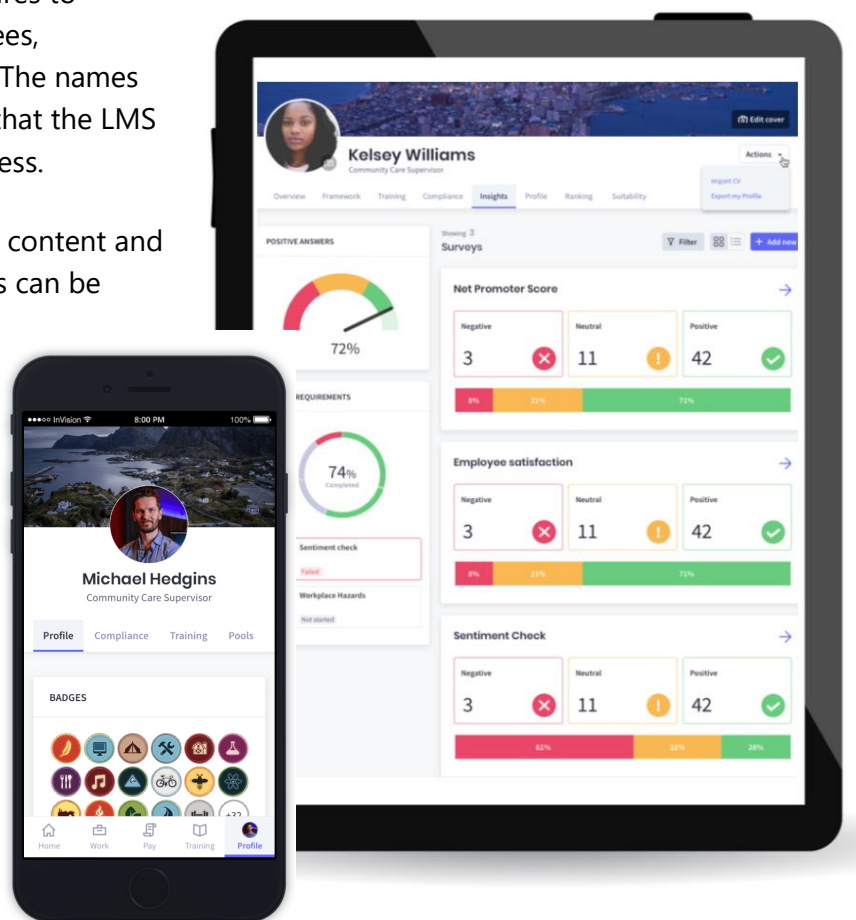 ees,
The names
that the LMS
ess.
content and
s can be
Edit cover
Kelsey Williams
Community Care Supervisor
Actions
Import CV
Export my Profile
Overview Framework Training Compliance Insights Profile Ranking Suitability
POSITIVE ANSWERS
72%
REQUIREMENTS
74%
Completed
Sentiment check
Failed
Workplace Hazards
Not started
Showing 3
Surveys
Filter
+ Add new
Net Promoter Score
Negative Neutral Positive
3 11 42
8% 21% 71%
Employee satisfaction
Negative Neutral Positive
3 11 42
8% 21% 71%
Sentiment Check
Negative Neutral Positive
3 11 42
61% 21% 28%
InVision 8:00 PM 100%
Michael Hedgins
Community Care Supervisor
Profile Compliance Training Pools
BADGES
+32
Home Work Pay Training Profile